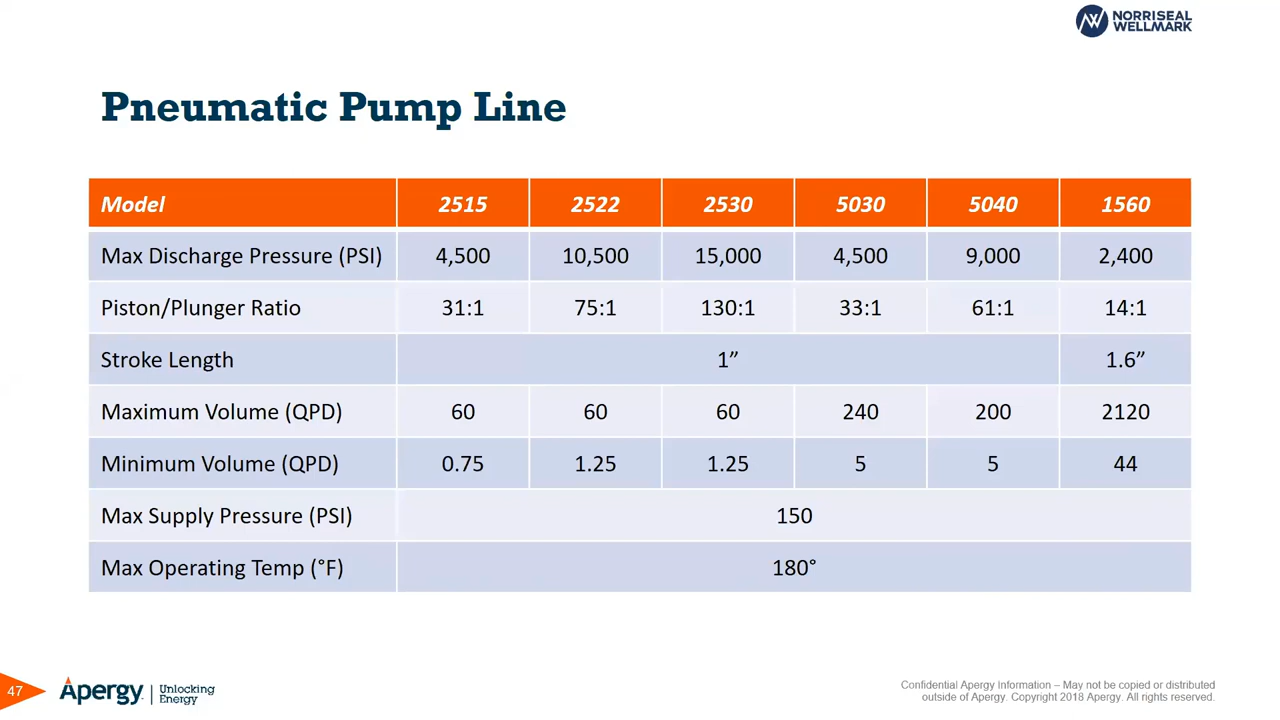 NORRISEAL
WELLMARK
Pneumatic Pump Line
Model 2515 2522 2530 5030 5040 1560
Max Discharge Pressure (PSI) 4,500 10,500 15,000 4,500 9,000 2,400
Piston/Plunger Ratio 31:1 75:1 130:1 33:1 61:1 14:1
Stroke Length 1” 1.6”
Maximum Volume (QPD) 60 60 60 240 200 2120
Minimum Volume (QPD) 0.75 1.25 1.25 5 5 44
Max Supply Pressure (PSI) 150
Max Operating Temp (°F) 180°
47
Apergy
Unlocking
Energy
Confidential Apergy Information – May not be copied or distributed
outside of Apergy. Copyright 2018 Apergy. All rights reserved.